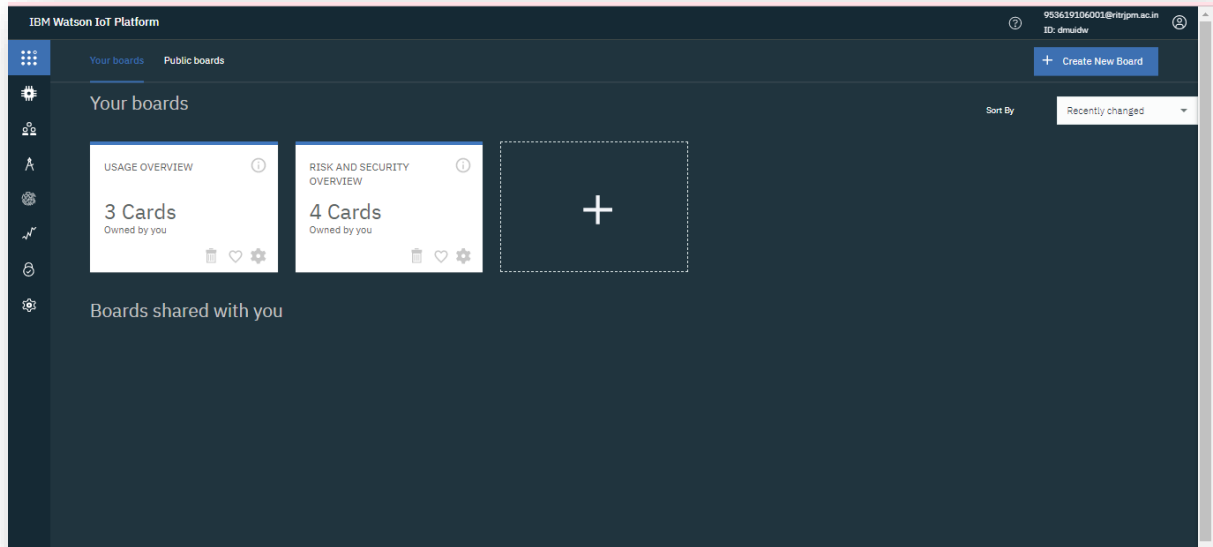 IBM Watson IoT Platform
953619106001@ritrjpm.ac.in
ID: dmuidw
Your boards
Public boards
+ Create New Board
Your boards
Sort By
Recently changed
USAGE OVERVIEW
3 Cards
Owned by you
RISK AND SECURITY
OVERVIEW
4 Cards
Owned by you
Boards shared with you